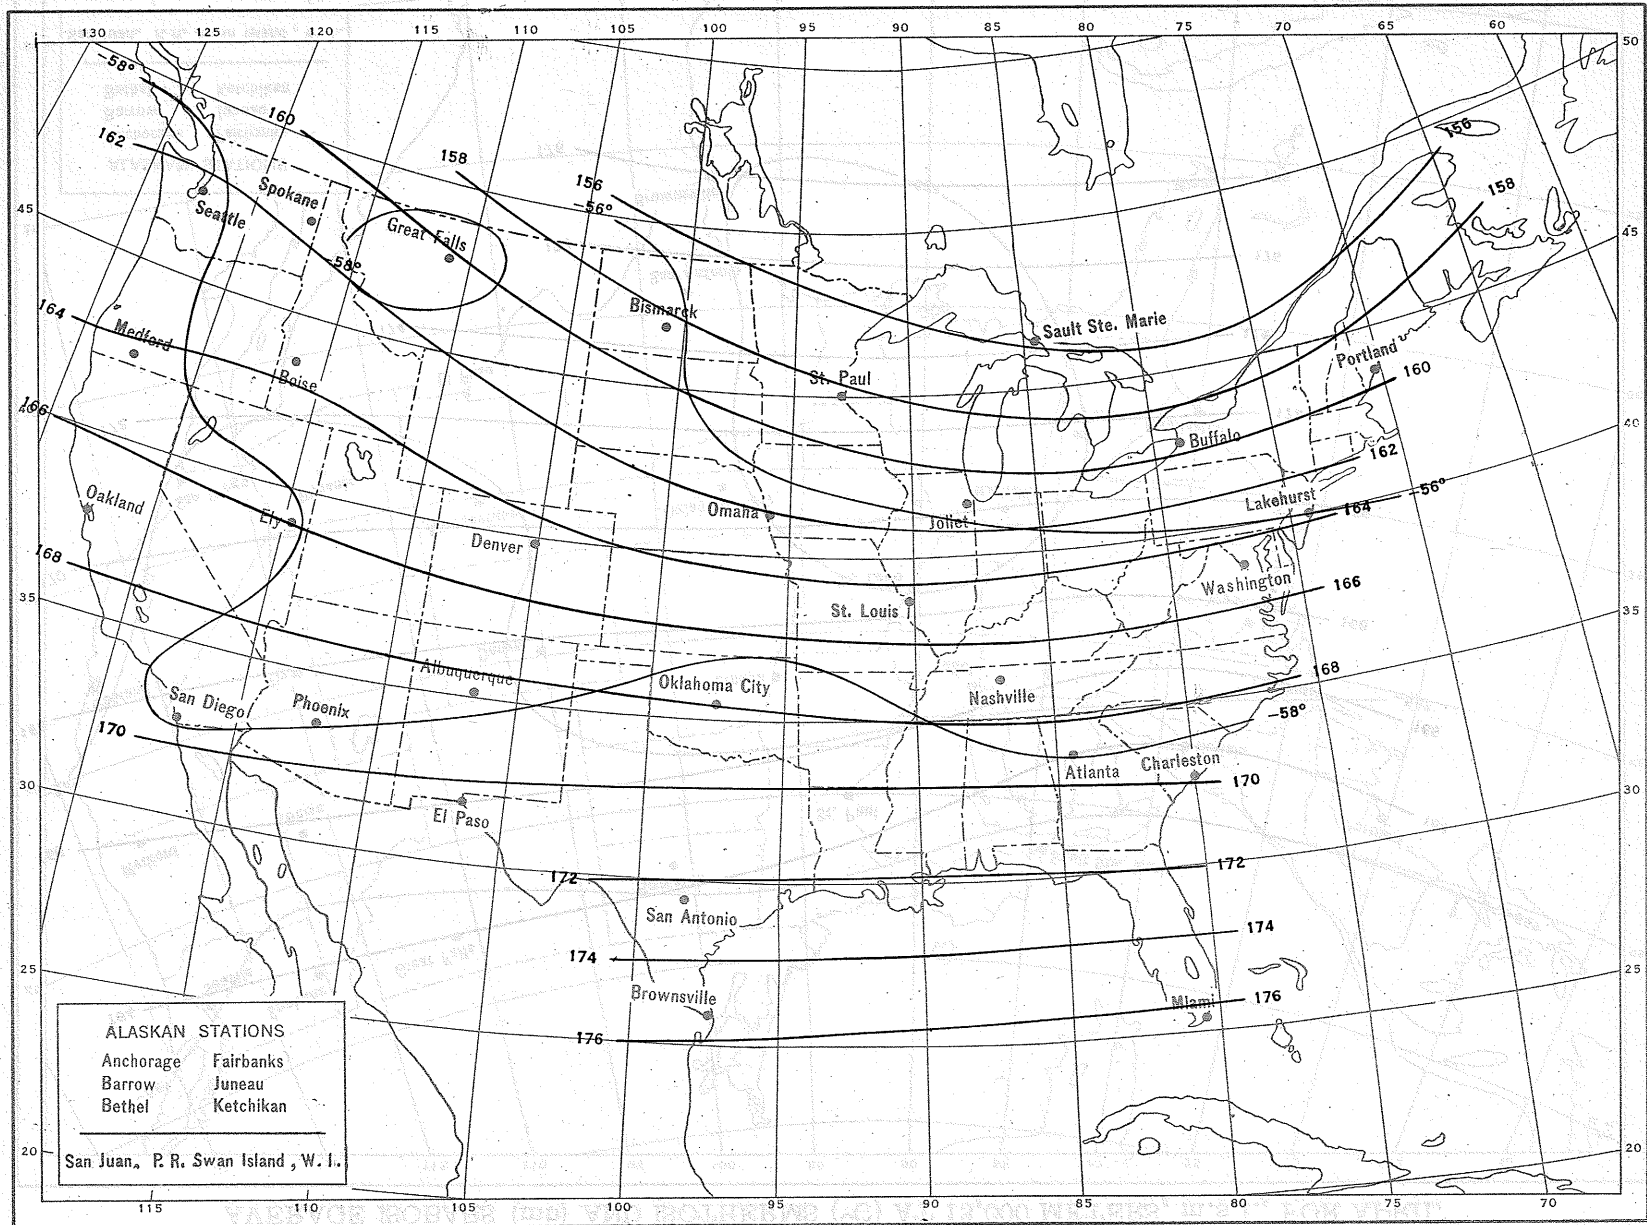 130 125 120 115 110 105 100 95 90 85 80 75 70 65 60
50
-58°
160
162
158
156
-56°
156
158
Spokane
Seattle
Great Falls
-58°
45
45
164
Medford
Boise
Bismarck
St. Paul
Sault Ste. Marie
Portland
160
166
40
40
Buffalo
162
Oakland
Ely
Denver
Omaha
Joliet
Lakehurst
-56°
164
168
Washington
166
35
35
St. Louis
Albuquerque
Oklahoma City
Nashville
168
San Diego
Phoenix
-58°
170
Atlanta
Charleston
170
30
30
El Paso
172
172
San Antonio
174
174
25
25
Brownsville
Miami
176
176
ALASKAN STATIONS
Anchorage Fairbanks
Barrow Juneau
Bethel Ketchikan
San Juan, P. R. Swan Island, W. I.
20
20
115 110 105 100 95 90 85 80 75 70